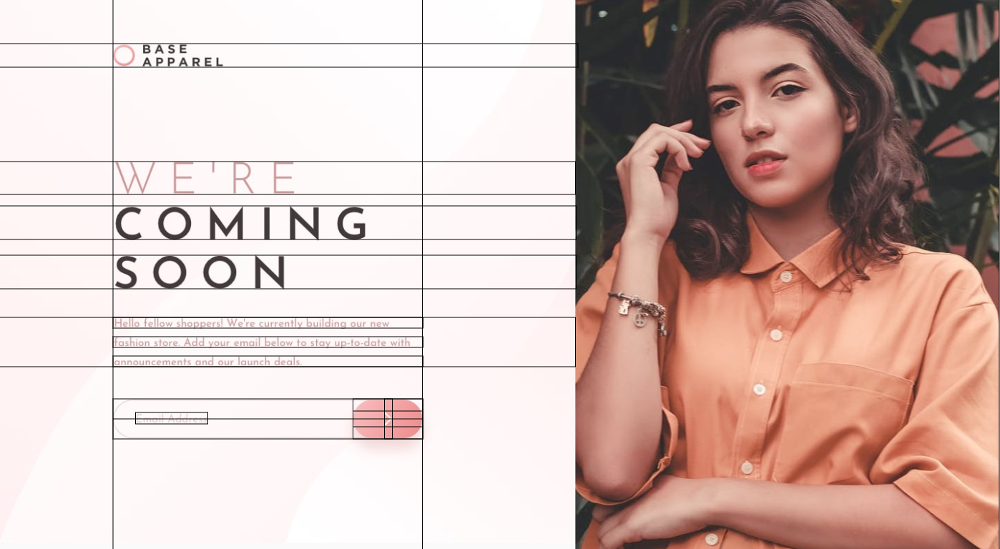 BASE
APPAREL
WE'RE
COMING
SOON
Hello fellow shoppers! We're currently building our new
fashion store. Add your email below to stay up-to-date with
announcements and our launch deals.
Email Address